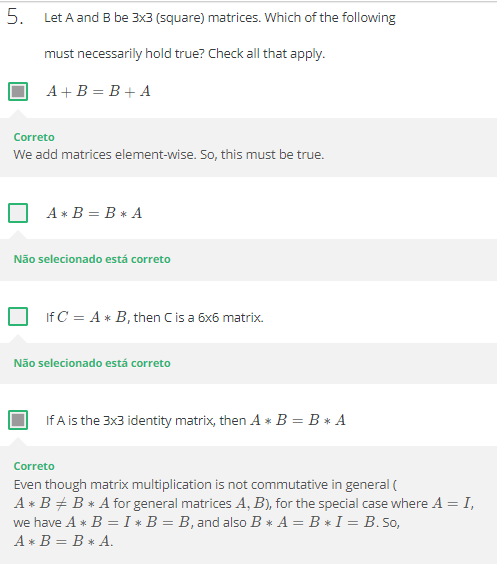 5. Let A and B be 3x3 (square) matrices. Which of the following
must necessarily hold true? Check all that apply.
A + B = B + A
Correto
We add matrices element-wise. So, this must be true.
A ∗ B = B ∗ A
Não selecionado está correto
If C = A ∗ B, then C is a 6x6 matrix.
Não selecionado está correto
If A is the 3x3 identity matrix, then A ∗ B = B ∗ A
Correto
Even though matrix multiplication is not commutative in general (
A ∗ B ≠ B ∗ A for general matrices A, B), for the special case where A = I,
we have A ∗ B = I ∗ B = B, and also B ∗ A = B ∗ I = B. So,
A ∗ B = B ∗ A.